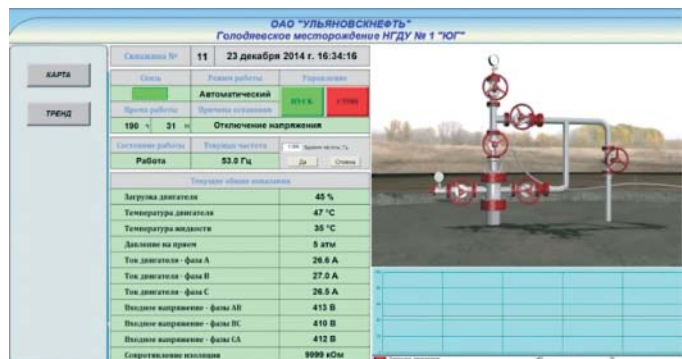 ОАО "УЛЬЯНОВСКНЕФТЬ"
Голодяевское месторождение НГДУ № 1 "ЮГ"
КАРТА
ТРЕНД
Скважина № 11 23 декабря 2014 г. 16:34:16
Связь Режим работы Управление
Автоматический ПУСК СТОП
Время работы Причина останова
190 ч 31 м Отключение напряжения
Состояние работы Текущая частота
Работа 53.0 Гц Да Отмена
Текущие общие показания
Загрузка двигателя 45 %
Температура двигателя 47 °C
Температура жидкости 35 °C
Давление на приеме 5 атм
Ток двигателя - фаза A 26.6 А
Ток двигателя - фаза B 27.0 А
Ток двигателя - фаза C 26.5 А
Входное напряжение - фазы AB 413 В
Входное напряжение - фазы BC 410 В
Входное напряжение - фазы CA 412 В
Сопротивление изоляции 9999 кОм